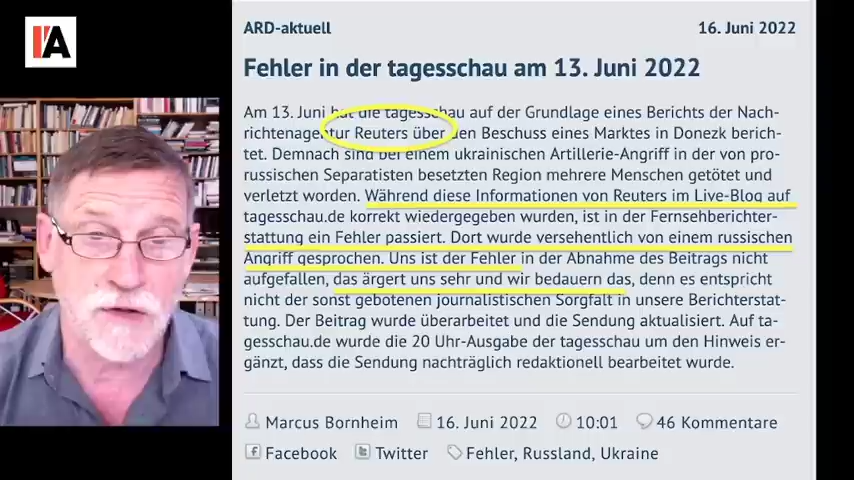 IA
ARD-aktuell
16. Juni 2022
Fehler in der tagesschau am 13. Juni 2022
Am 13. Juni hat die tagesschau auf der Grundlage eines Berichts der Nach-
richtenagentur Reuters über den Beschuss eines Marktes in Donezk berich-
tet. Demnach sind bei einem ukrainischen Artillerie-Angriff in der von pro-
russischen Separatisten besetzten Region mehrere Menschen getötet und
verletzt worden. Während diese Informationen von Reuters im Live-Blog auf
tagesschau.de korrekt wiedergegeben wurden, ist in der Fernsehberichter-
stattung ein Fehler passiert. Dort wurde versehentlich von einem russischen
Angriff gesprochen. Uns ist der Fehler in der Abnahme des Beitrags nicht
aufgefallen, das ärgert uns sehr und wir bedauern das, denn es entspricht
nicht der sonst gebotenen journalistischen Sorgfalt in unsere Berichterstat-
tung. Der Beitrag wurde überarbeitet und die Sendung aktualisiert. Auf ta-
gesschau.de wurde die 20 Uhr-Ausgabe der tagesschau um den Hinweis er-
gänzt, dass die Sendung nachträglich redaktionell bearbeitet wurde.
Marcus Bornheim 16. Juni 2022 10:01 46 Kommentare
Facebook Twitter Fehler, Russland, Ukraine